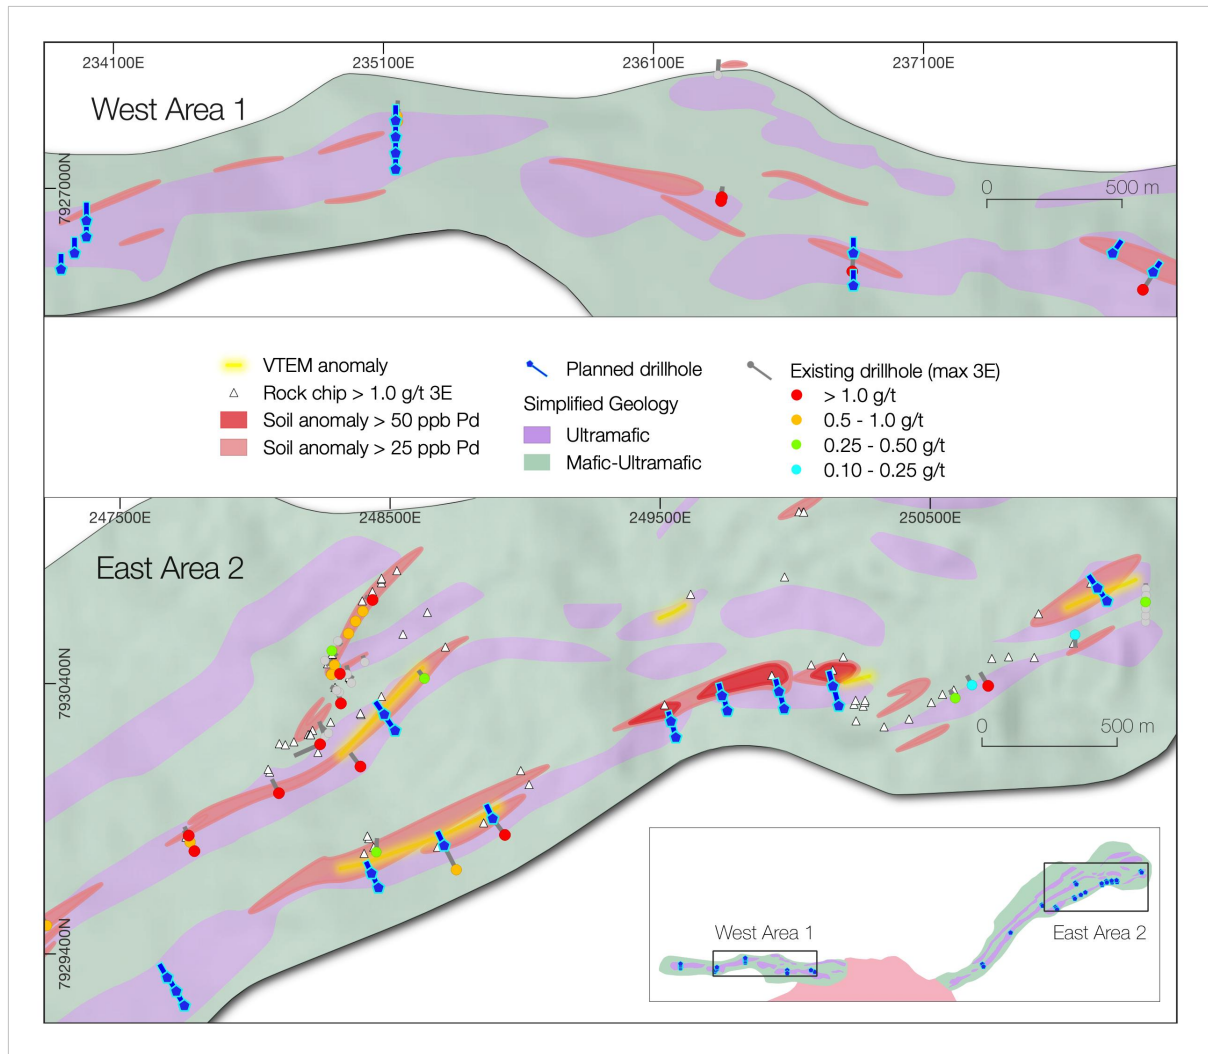 234100E
235100E
236100E
237100E
West Area 1
7927000N
0
500 m
VTEM anomaly
Rock chip > 1.0 g/t 3E
Soil anomaly > 50 ppb Pd
Soil anomaly > 25 ppb Pd
Planned drillhole
Simplified Geology
Ultramafic
Mafic-Ultramafic
Existing drillhole (max 3E)
> 1.0 g/t
0.5 - 1.0 g/t
0.25 - 0.50 g/t
0.10 - 0.25 g/t
247500E
248500E
249500E
250500E
East Area 2
7930400N
0
500 m
7929400N
West Area 1
East Area 2